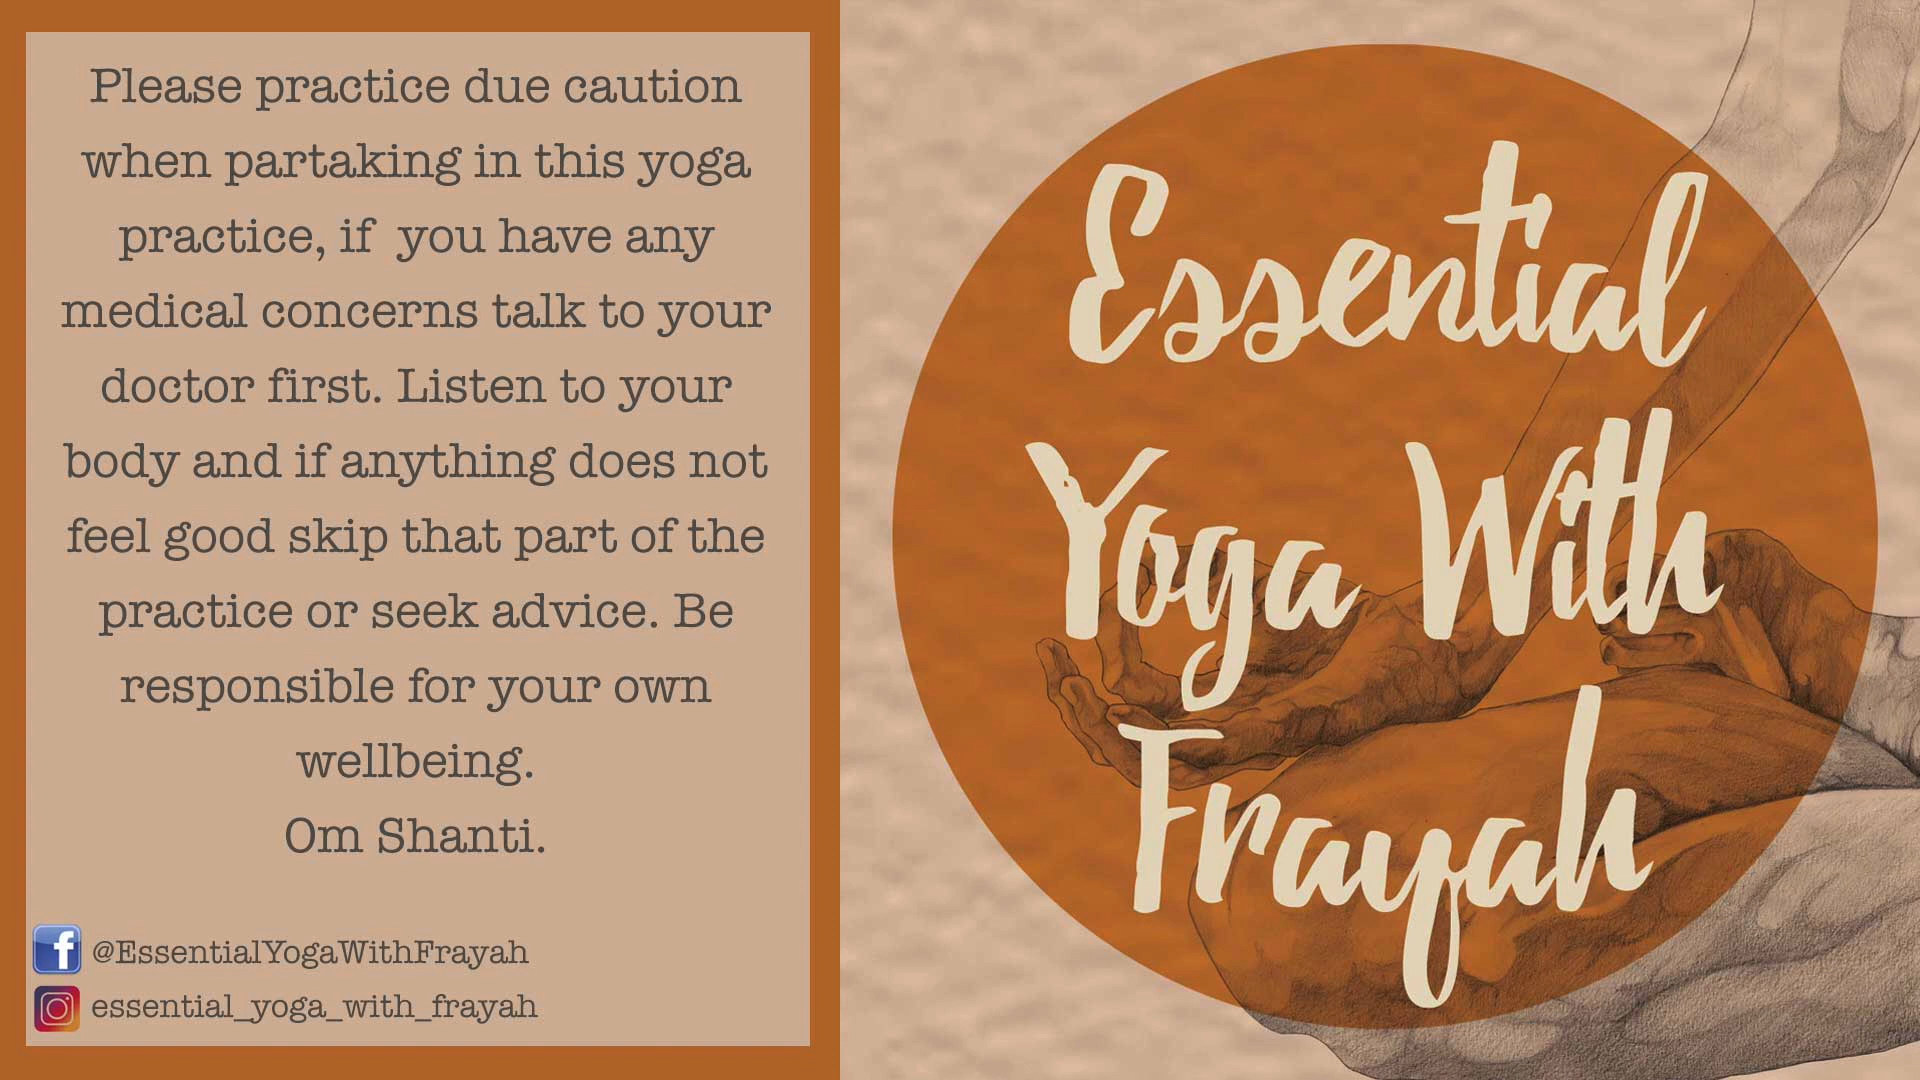 Please practice due caution
when partaking in this yoga
practice, if  you have any
medical concerns talk to your
doctor first. Listen to your
body and if anything does not
feel good skip that part of the
practice or seek advice. Be
responsible for your own
wellbeing.
Om Shanti.
@EssentialYogaWithFrayah
essential_yoga_with_frayah
Essential
Yoga With
Frayah